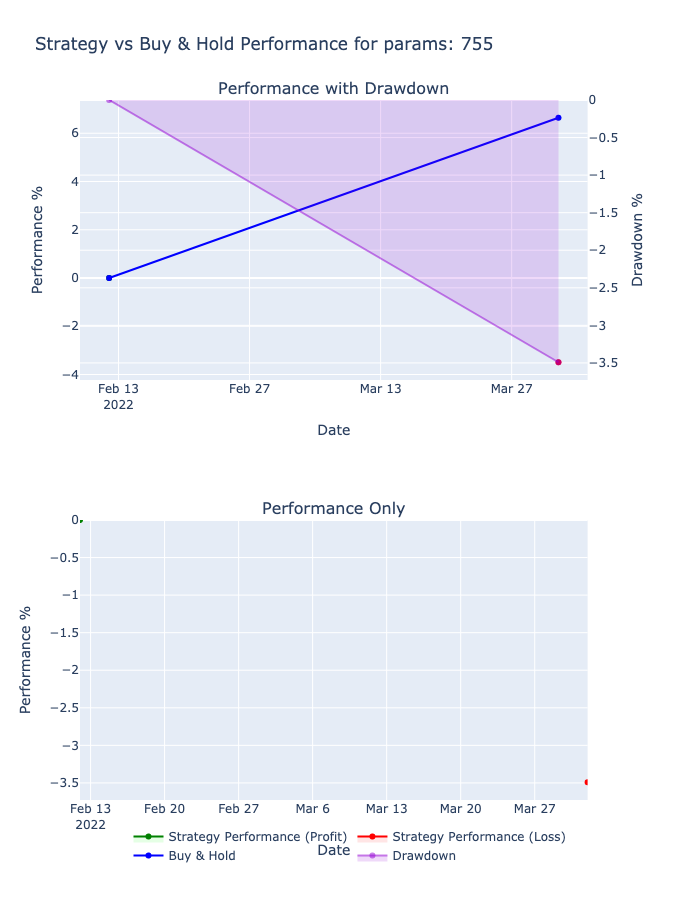 Strategy vs Buy & Hold Performance for params: 755
Performance with Drawdown
6
4
2
0
−2
−4
Performance %
0
−0.5
−1
−1.5
−2
−2.5
−3
−3.5
Drawdown %
Feb 13 Feb 27 Mar 13 Mar 27
2022
Date
Performance Only
0
−0.5
−1
−1.5
−2
−2.5
−3
−3.5
Performance %
Feb 13 Feb 20 Feb 27 Mar 6 Mar 13 Mar 20 Mar 27
2022
Strategy Performance (Profit) Strategy Performance (Loss)
Date
Buy & Hold Drawdown